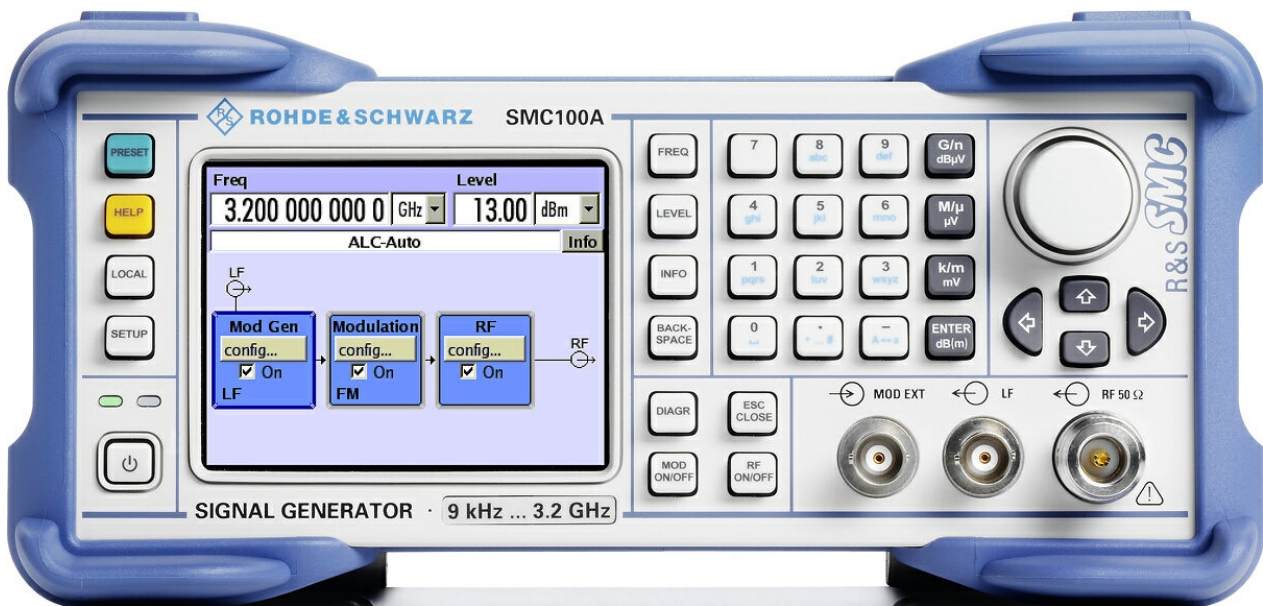 ROHDE&SCHWARZ SMC100A
PRESET
HELP
LOCAL
SETUP
Freq Level
3.200 000 000 0 GHz 13.00 dBm
ALC-Auto Info
LF
Mod Gen Modulation RF
config... config... config...
On On On
LF FM
RF
SIGNAL GENERATOR · 9 kHz ... 3.2 GHz
FREQ 7 8 9 G/n
abc def dBµV
LEVEL 4 5 6 M/µ
ghi jkl mno µV
INFO 1 2 3 k/m
pqrs tuv wxyz mV
BACK- 0 . − ENTER
SPACE dB(m)
R&S SMC
DIAGR ESC
CLOSE
MOD RF
ON/OFF ON/OFF
MOD EXT LF RF 50 Ω